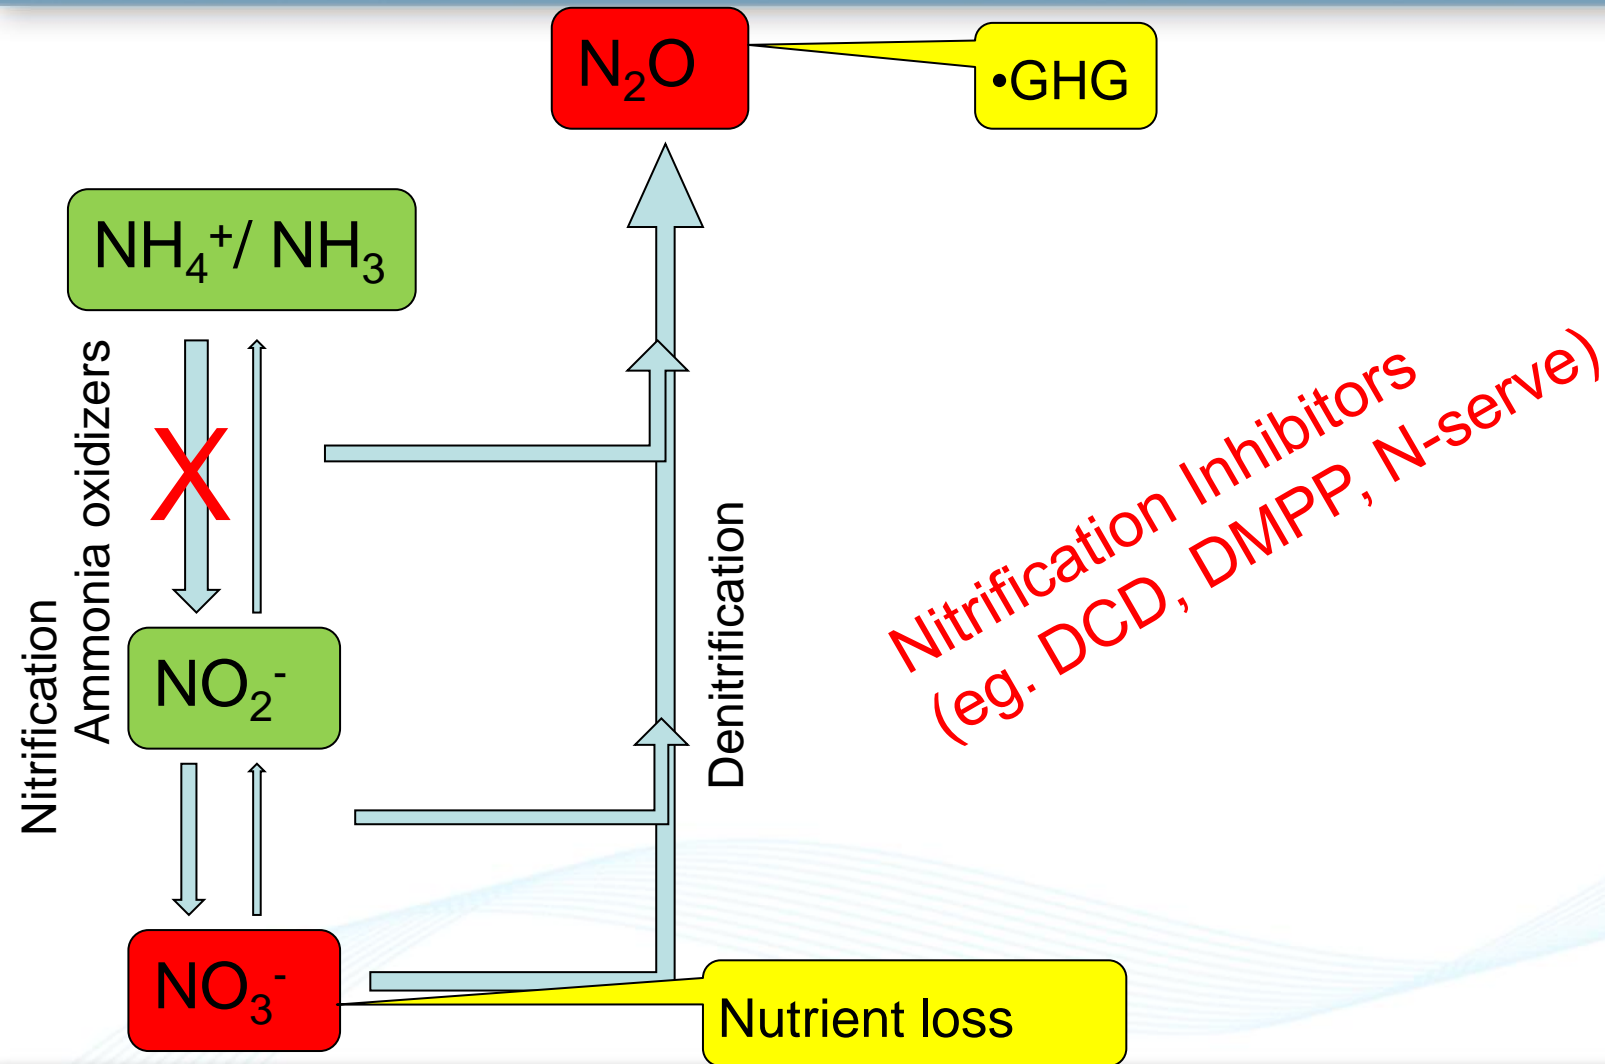 N₂O
•GHG
NH₄⁺/ NH₃
Nitrification
Ammonia oxidizers
X
NO₂⁻
Denitrification
Nitrification Inhibitors
(eg. DCD, DMPP, N-serve)
NO₃⁻
Nutrient loss